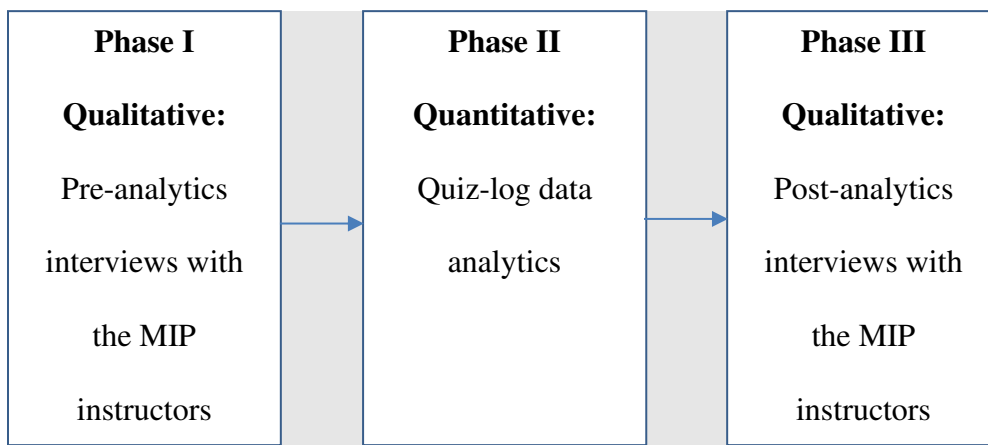 Phase I
Qualitative:
Pre-analytics
interviews with
the MIP
instructors
Phase II
Quantitative:
Quiz-log data
analytics
Phase III
Qualitative:
Post-analytics
interviews with
the MIP
instructors